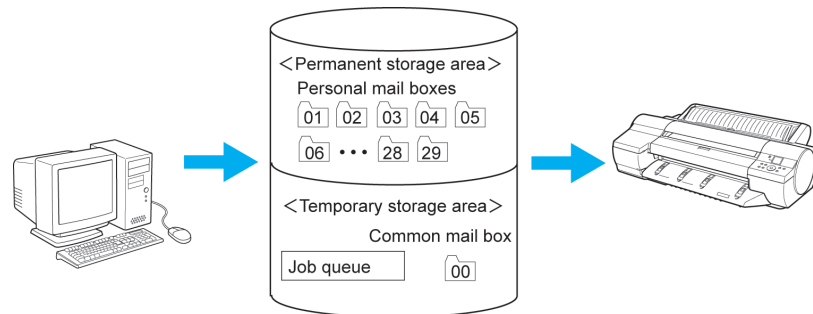 <Permanent storage area>
Personal mail boxes
01 02 03 04 05
06 ••• 28 29
<Temporary storage area>
Common mail box
Job queue 00